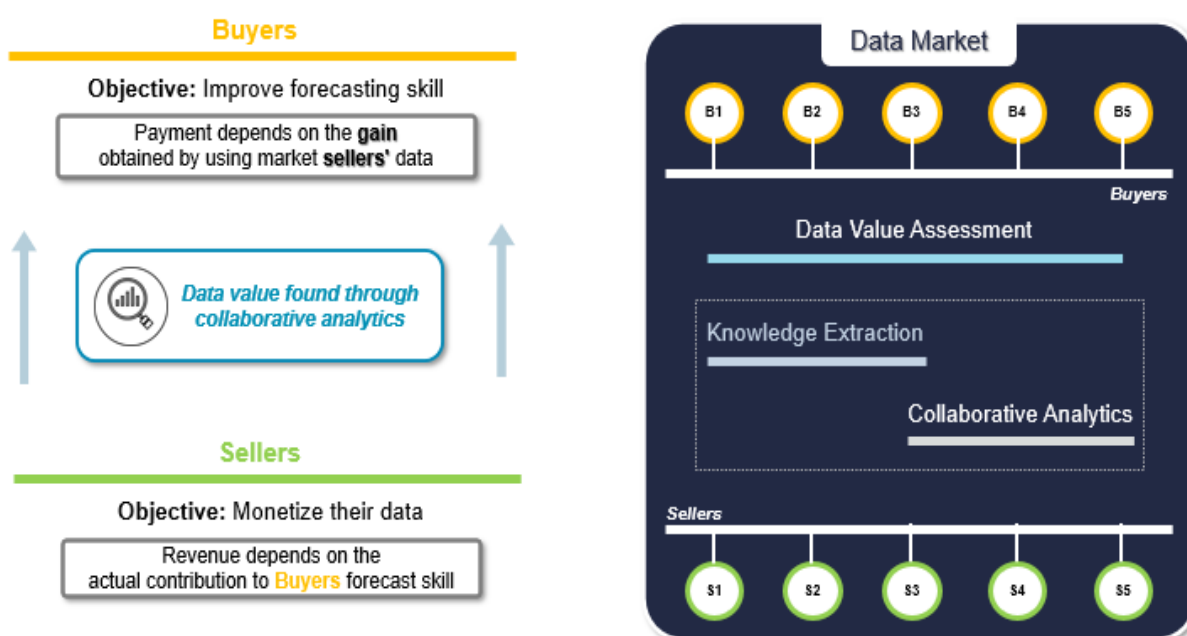 Buyers
Objective: Improve forecasting skill
Payment depends on the gain
obtained by using market sellers' data
Data value found through
collaborative analytics
Sellers
Objective: Monetize their data
Revenue depends on the
actual contribution to Buyers forecast skill
Data Market
B1 B2 B3 B4 B5
Buyers
Data Value Assessment
Knowledge Extraction
Collaborative Analytics
Sellers
S1 S2 S3 S4 S5